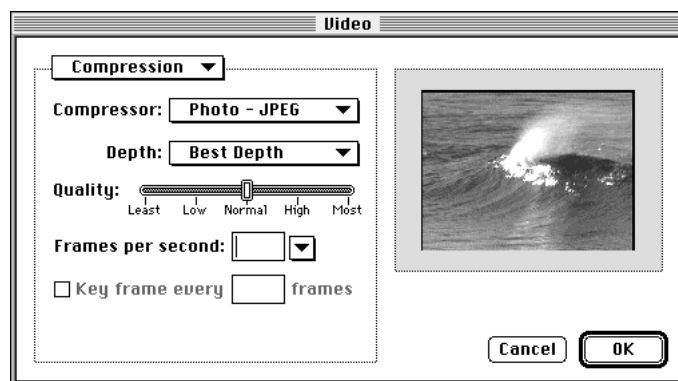 Video
Compression
Compressor: Photo - JPEG
Depth: Best Depth
Quality:
Least Low Normal High Most
Frames per second:
Key frame every frames
Cancel OK